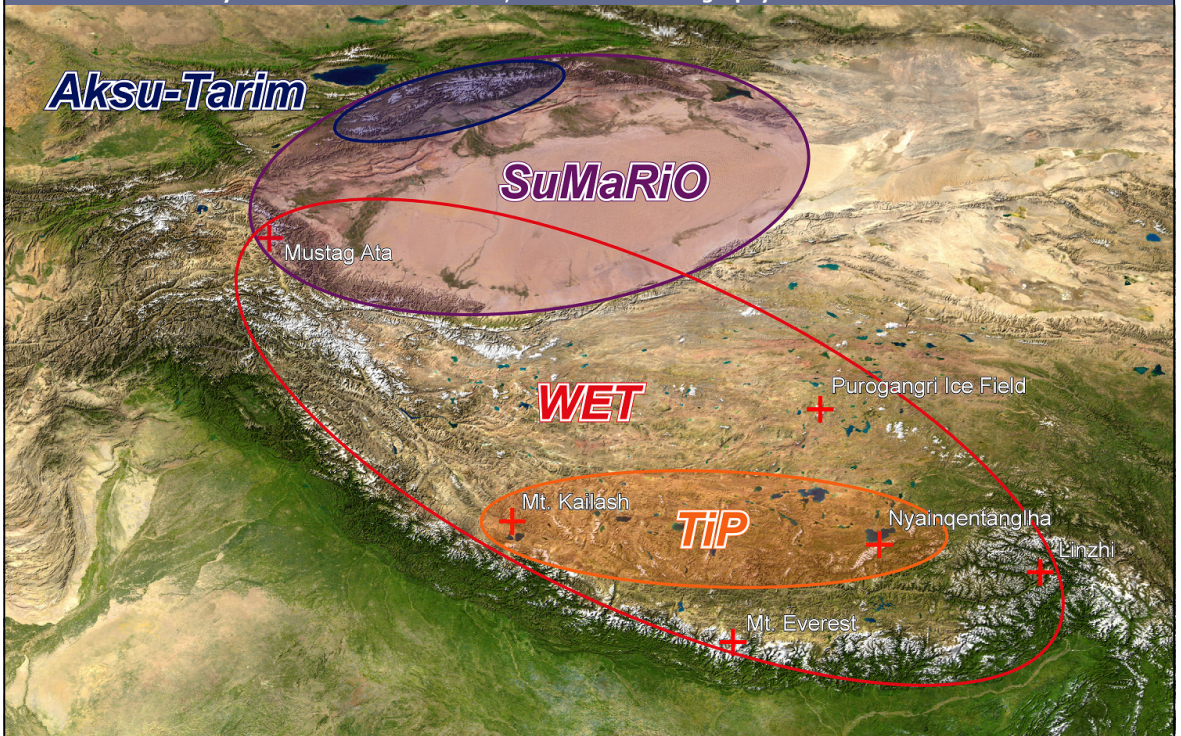 Aksu-Tarim
SuMaRiO
Mustag Ata
Purogangri Ice Field
WET
Mt. Kailash
TiP
Nyainqentanglha
Linzhi
Mt. Everest